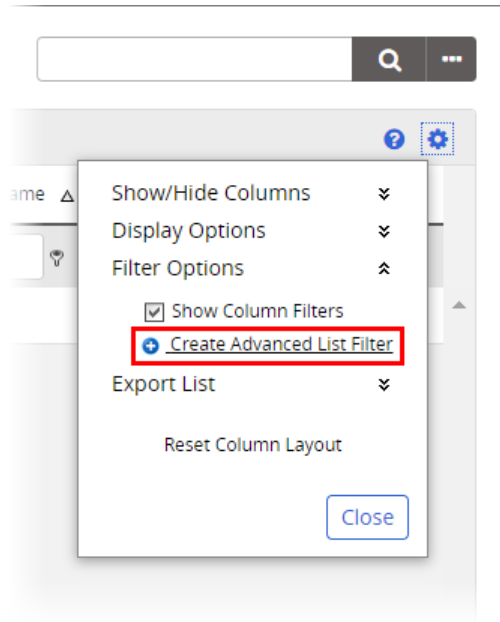 ame
Show/Hide Columns
Display Options
Filter Options
Show Column Filters
Create Advanced List Filter
Export List
Reset Column Layout
Close